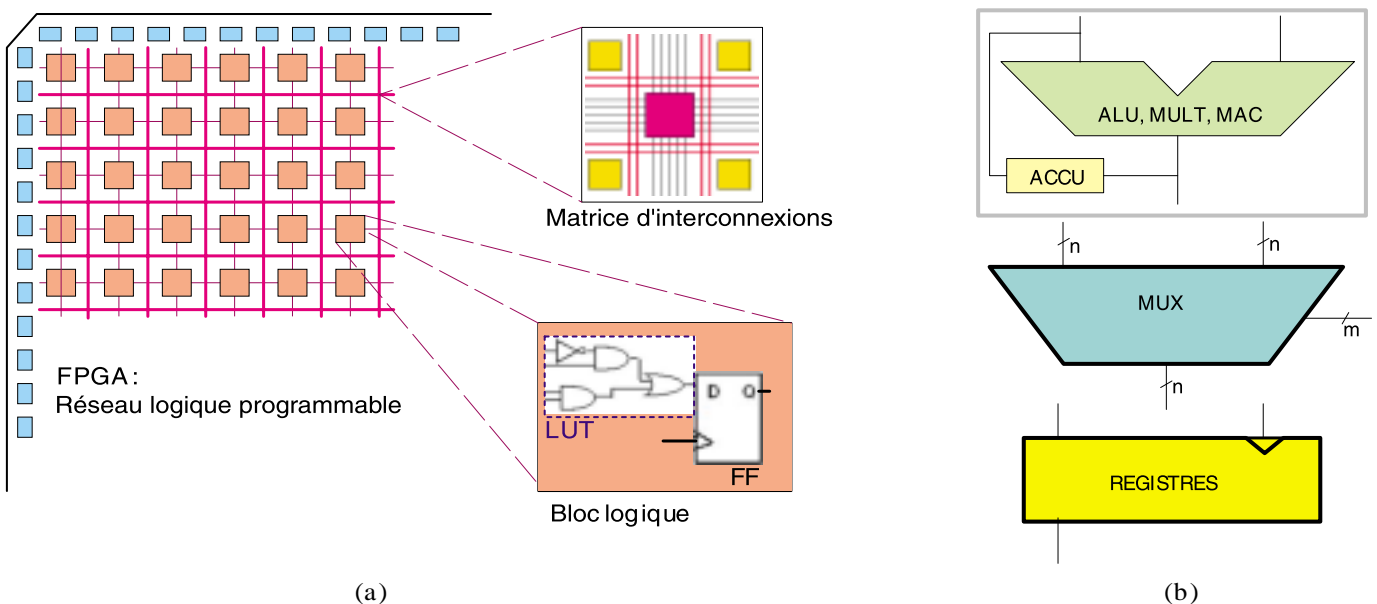 Matrice d'interconnexions
FPGA :
Réseau logique programmable
LUT
D Q
FF
Bloc logique
(a)
ALU, MULT, MAC
ACCU
n
n
MUX
m
n
REGISTRES
(b)